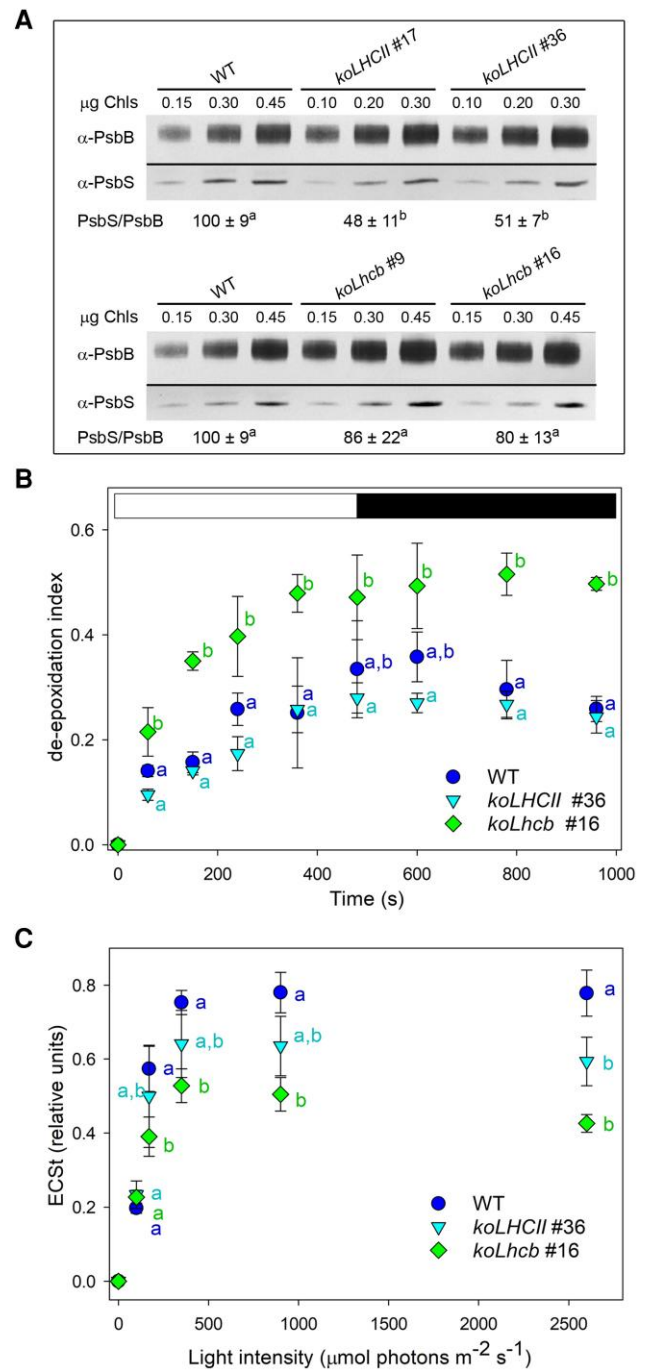 A
WT koLHCII #17 koLHCII #36
μg Chls 0.15 0.30 0.45 0.10 0.20 0.30 0.10 0.20 0.30
α-PsbB
α-PsbS
PsbS/PsbB 100 ± 9a 48 ± 11b 51 ± 7b
WT koLhcb #9 koLhcb #16
μg Chls 0.15 0.30 0.45 0.15 0.30 0.45 0.15 0.30 0.45
α-PsbB
α-PsbS
PsbS/PsbB 100 ± 9a 86 ± 22a 80 ± 13a
B
de-epoxidation index
0.6
0.4
0.2
0.0
b b b b b b b b
a a a a a,b a,b a a
a a a a a a a a
WT
koLHCII #36
koLhcb #16
0 200 400 600 800 1000
Time (s)
C
ECSt (relative units)
0.8
0.6
0.4
0.2
0.0
a a a a a
a a,b a,b a,b b
a b b b b
WT
koLHCII #36
koLhcb #16
0 500 1000 1500 2000 2500
Light intensity (μmol photons m−2 s−1)